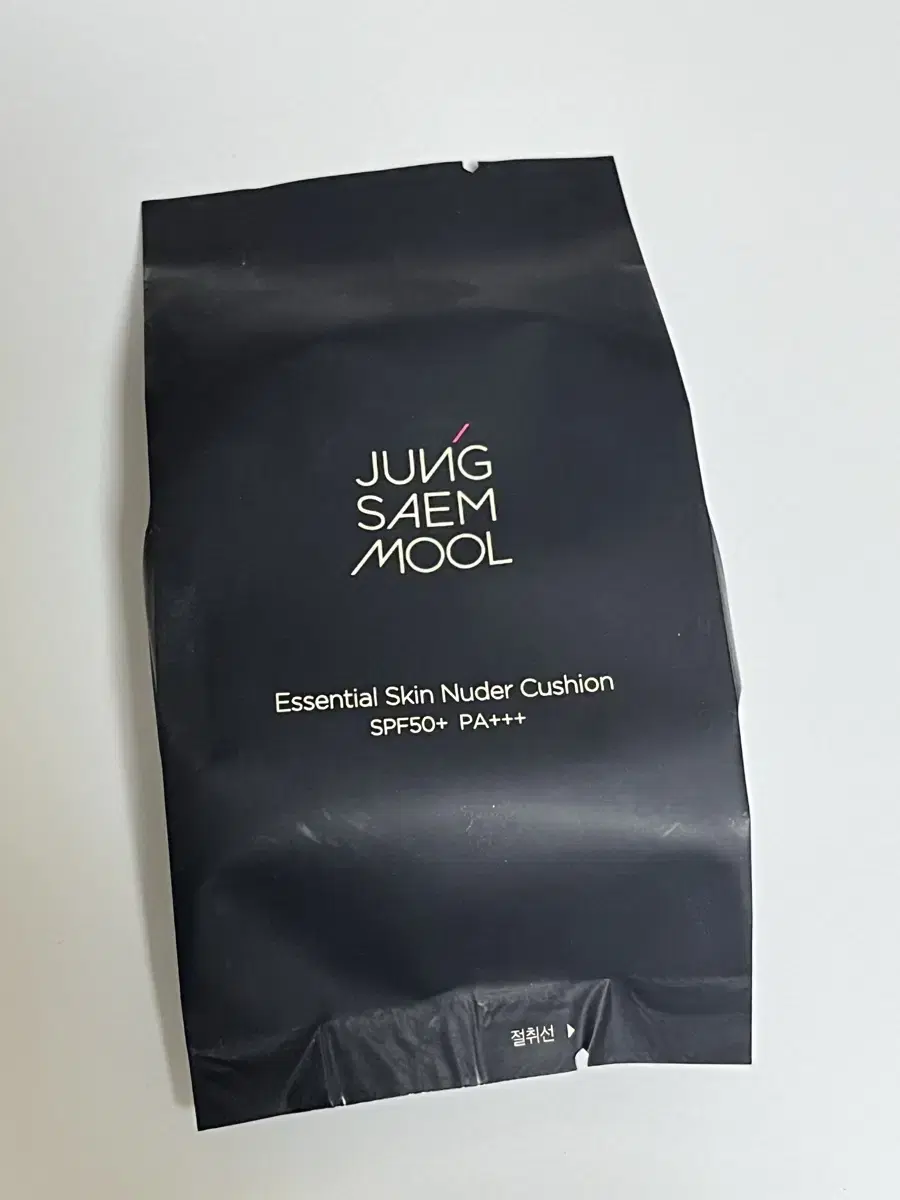 JUNG
SAEM
MOOL
Essential Skin Nuder Cushion
SPF50+ PA+++
절취선